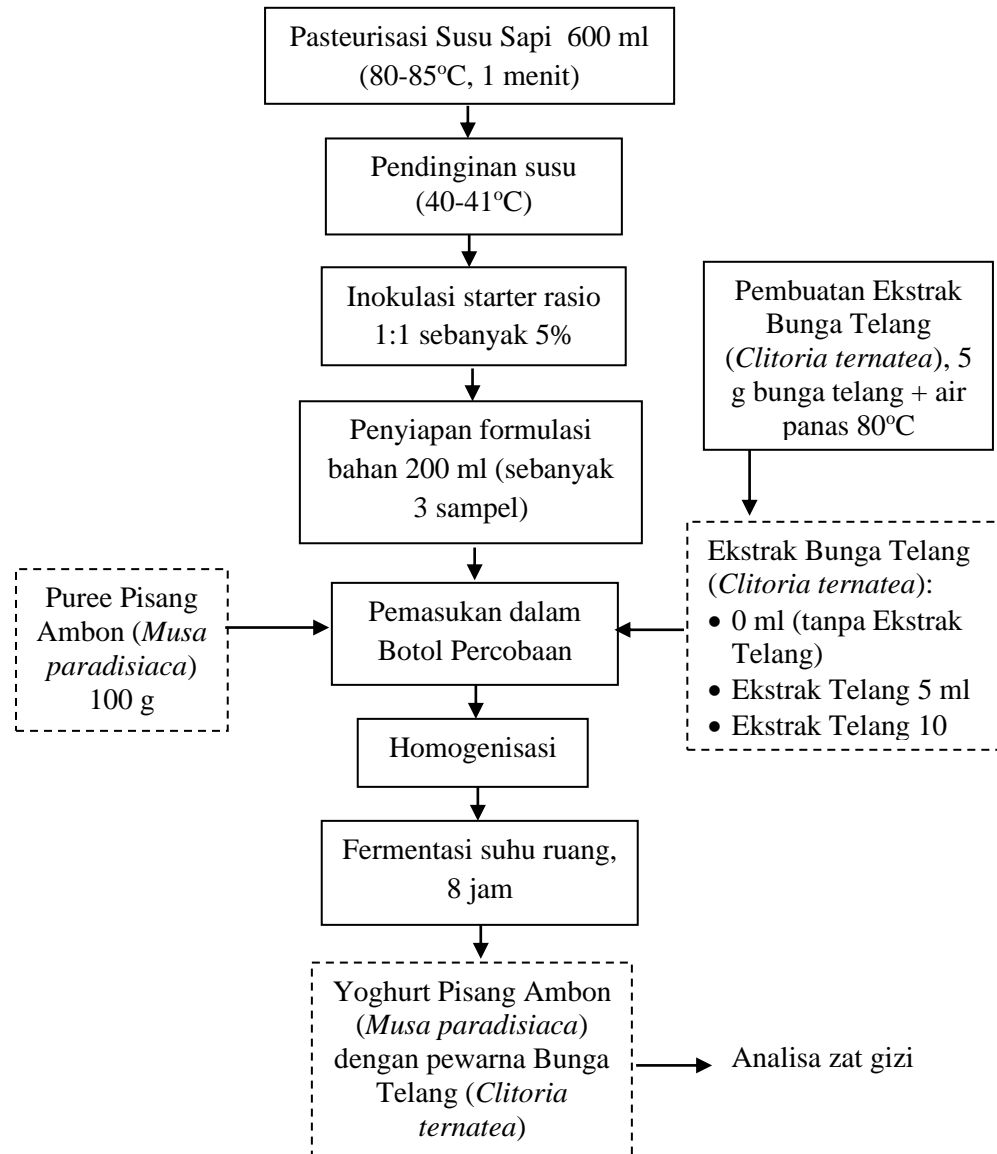 Pasteurisasi Susu Sapi  600 ml
(80-85°C, 1 menit)
Pendinginan susu
(40-41°C)
Inokulasi starter rasio
1:1 sebanyak 5%
Penyiapan formulasi
bahan 200 ml (sebanyak
3 sampel)
Pembuatan Ekstrak
Bunga Telang
(Clitoria ternatea), 5
g bunga telang + air
panas 80°C
Puree Pisang
Ambon (Musa
paradisiaca)
100 g
Pemasukan dalam
Botol Percobaan
Ekstrak Bunga Telang
(Clitoria ternatea):
• 0 ml (tanpa Ekstrak
Telang)
• Ekstrak Telang 5 ml
• Ekstrak Telang 10
Homogenisasi
Fermentasi suhu ruang,
8 jam
Yoghurt Pisang Ambon
(Musa paradisiaca)
dengan pewarna Bunga
Telang (Clitoria
ternatea)
Analisa zat gizi